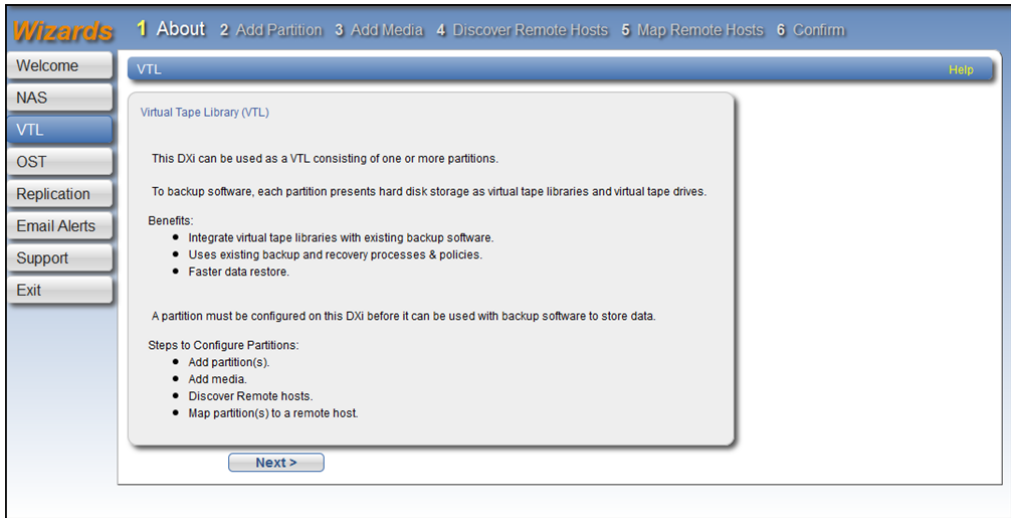 Wizards 1 About 2 Add Partition 3 Add Media 4 Discover Remote Hosts 5 Map Remote Hosts 6 Confirm
Welcome
NAS
VTL
OST
Replication
Email Alerts
Support
Exit
VTL Help
Virtual Tape Library (VTL)
This DXi can be used as a VTL consisting of one or more partitions.
To backup software, each partition presents hard disk storage as virtual tape libraries and virtual tape drives.
Benefits:
• Integrate virtual tape libraries with existing backup software.
• Uses existing backup and recovery processes & policies.
• Faster data restore.
A partition must be configured on this DXi before it can be used with backup software to store data.
Steps to Configure Partitions:
• Add partition(s).
• Add media.
• Discover Remote hosts.
• Map partition(s) to a remote host.
Next >